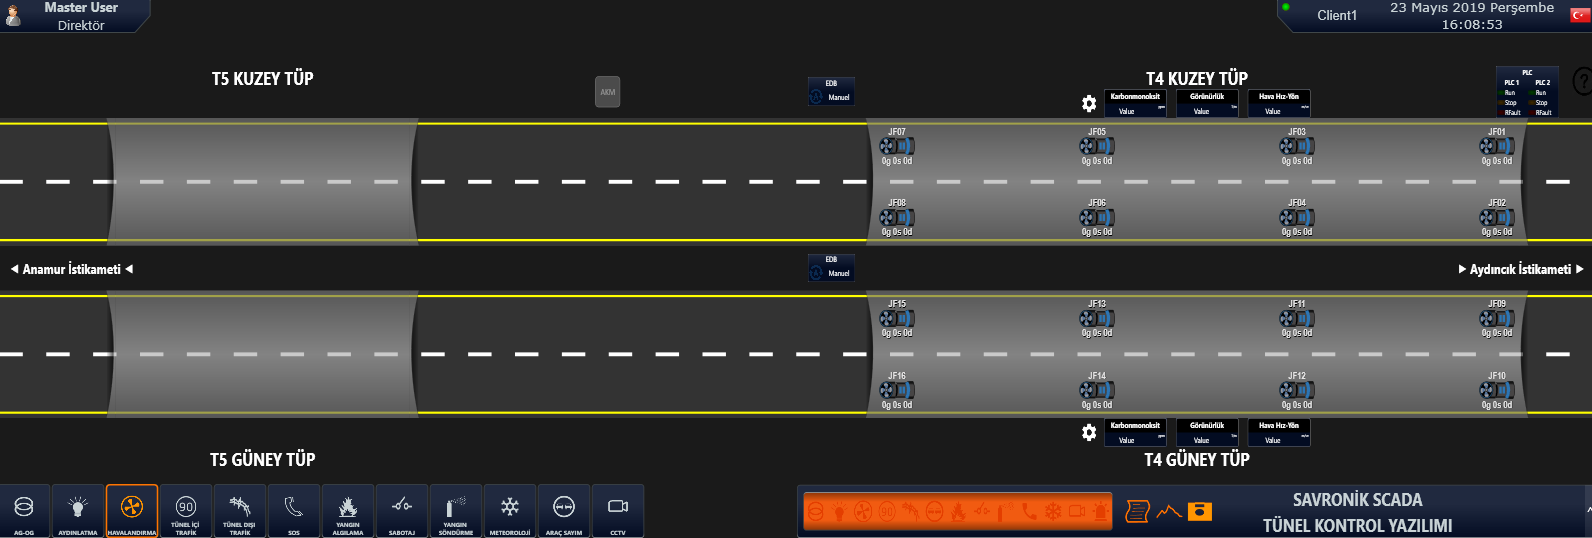 Master User
Direktör
Client1
23 Mayıs 2019 Perşembe
16:08:53
T5 KUZEY TÜP
AKM
EDB
Manuel
T4 KUZEY TÜP
Karbonmonoksit
Value
Görünürlük
Value
Hava Hız-Yön
Value
PLC
PLC 1 PLC 2
Run Run
Stop Stop
RFault RFault
?
JF07
0g 0s 0d
JF05
0g 0s 0d
JF03
0g 0s 0d
JF01
0g 0s 0d
JF08
0g 0s 0d
JF06
0g 0s 0d
JF04
0g 0s 0d
JF02
0g 0s 0d
Anamur İstikameti
EDB
Manuel
Aydıncık İstikameti
JF15
0g 0s 0d
JF13
0g 0s 0d
JF11
0g 0s 0d
JF09
0g 0s 0d
JF16
0g 0s 0d
JF14
0g 0s 0d
JF12
0g 0s 0d
JF10
0g 0s 0d
Karbonmonoksit
Value
Görünürlük
Value
Hava Hız-Yön
Value
T5 GÜNEY TÜP
T4 GÜNEY TÜP
AG-OG
AYDINLATMA
HAVALANDIRMA
90
TÜNEL İÇİ
TRAFİK
TÜNEL DIŞI
TRAFİK
SOS
YANGIN
ALGILAMA
SABOTAJ
YANGIN
SÖNDÜRME
METEOROLOJİ
ARAÇ SAYIM
CCTV
90
SAVRONİK SCADA
TÜNEL KONTROL YAZILIMI